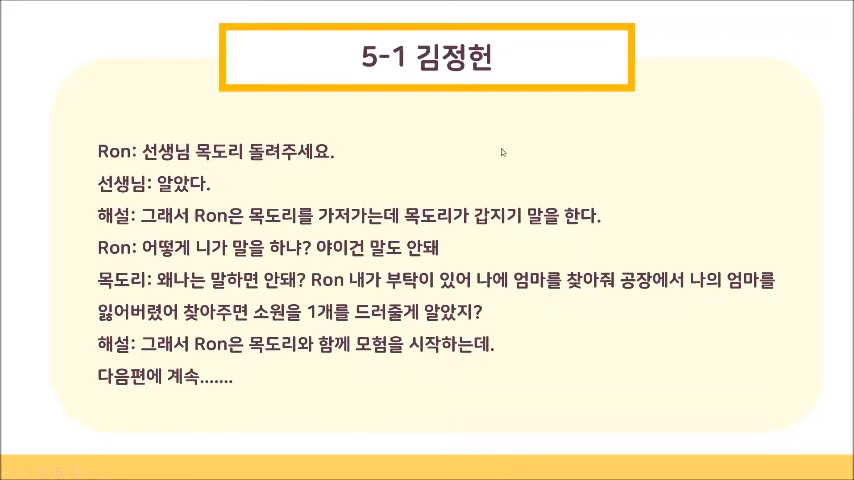 5-1 김정헌
Ron: 선생님 목도리 돌려주세요.
선생님: 알았다.
해설: 그래서 Ron은 목도리를 가저가는데 목도리가 갑지기 말을 한다.
Ron: 어떻게 니가 말을 하냐? 야이건 말도 안돼
목도리: 왜나는 말하면 안돼? Ron 내가 부탁이 있어 나에 엄마를 찾아줘 공장에서 나의 엄마를
잃어버렸어 찾아주면 소원을 1개를 드러줄게 알았지?
해설: 그래서 Ron은 목도리와 함께 모험을 시작하는데.
다음편에 계속.......